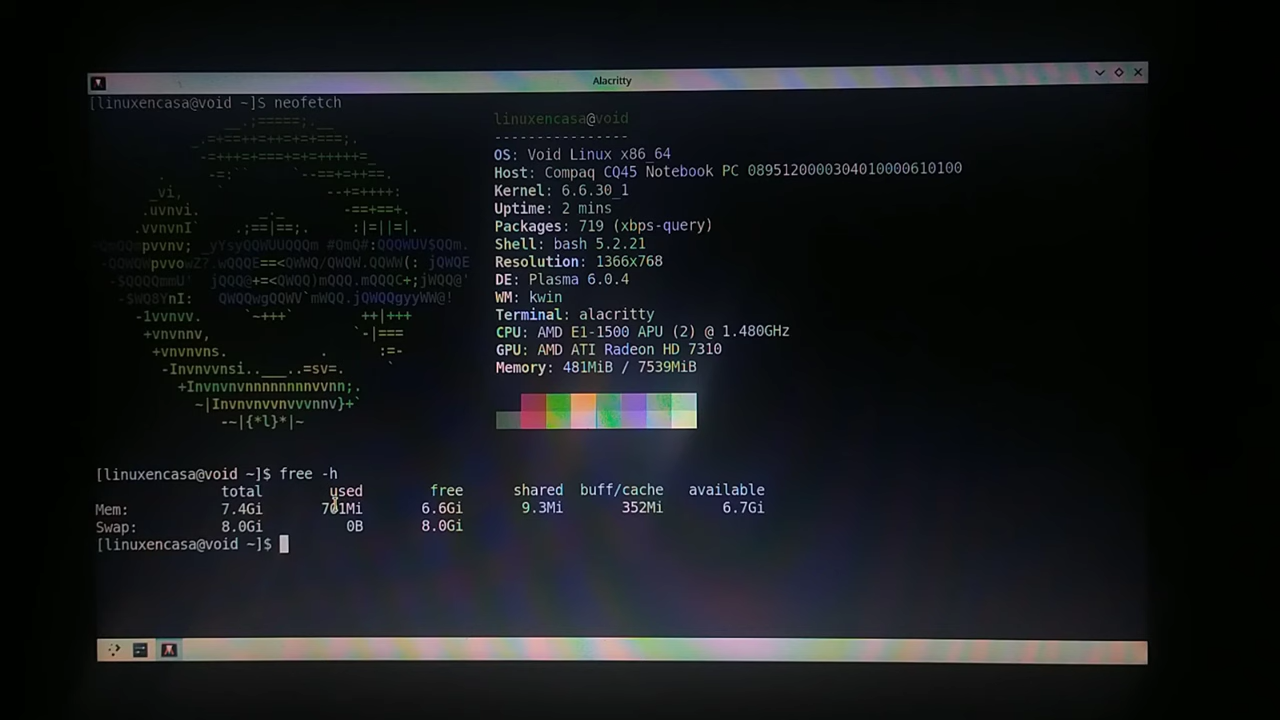 Alacritty
[linuxencasa@void ~]$ neofetch
linuxencasa@void
----------------
OS: Void Linux x86_64
Host: Compaq CQ45 Notebook PC 0895120000304010000610100
Kernel: 6.6.30_1
Uptime: 2 mins
Packages: 719 (xbps-query)
Shell: bash 5.2.21
Resolution: 1366x768
DE: Plasma 6.0.4
WM: kwin
Terminal: alacritty
CPU: AMD E1-1500 APU (2) @ 1.480GHz
GPU: AMD ATI Radeon HD 7310
Memory: 481MiB / 7539MiB
[linuxencasa@void ~]$ free -h
total used free shared buff/cache available
Mem: 7.4Gi 701Mi 6.6Gi 9.3Mi 352Mi 6.7Gi
Swap: 8.0Gi 0B 8.0Gi
[linuxencasa@void ~]$